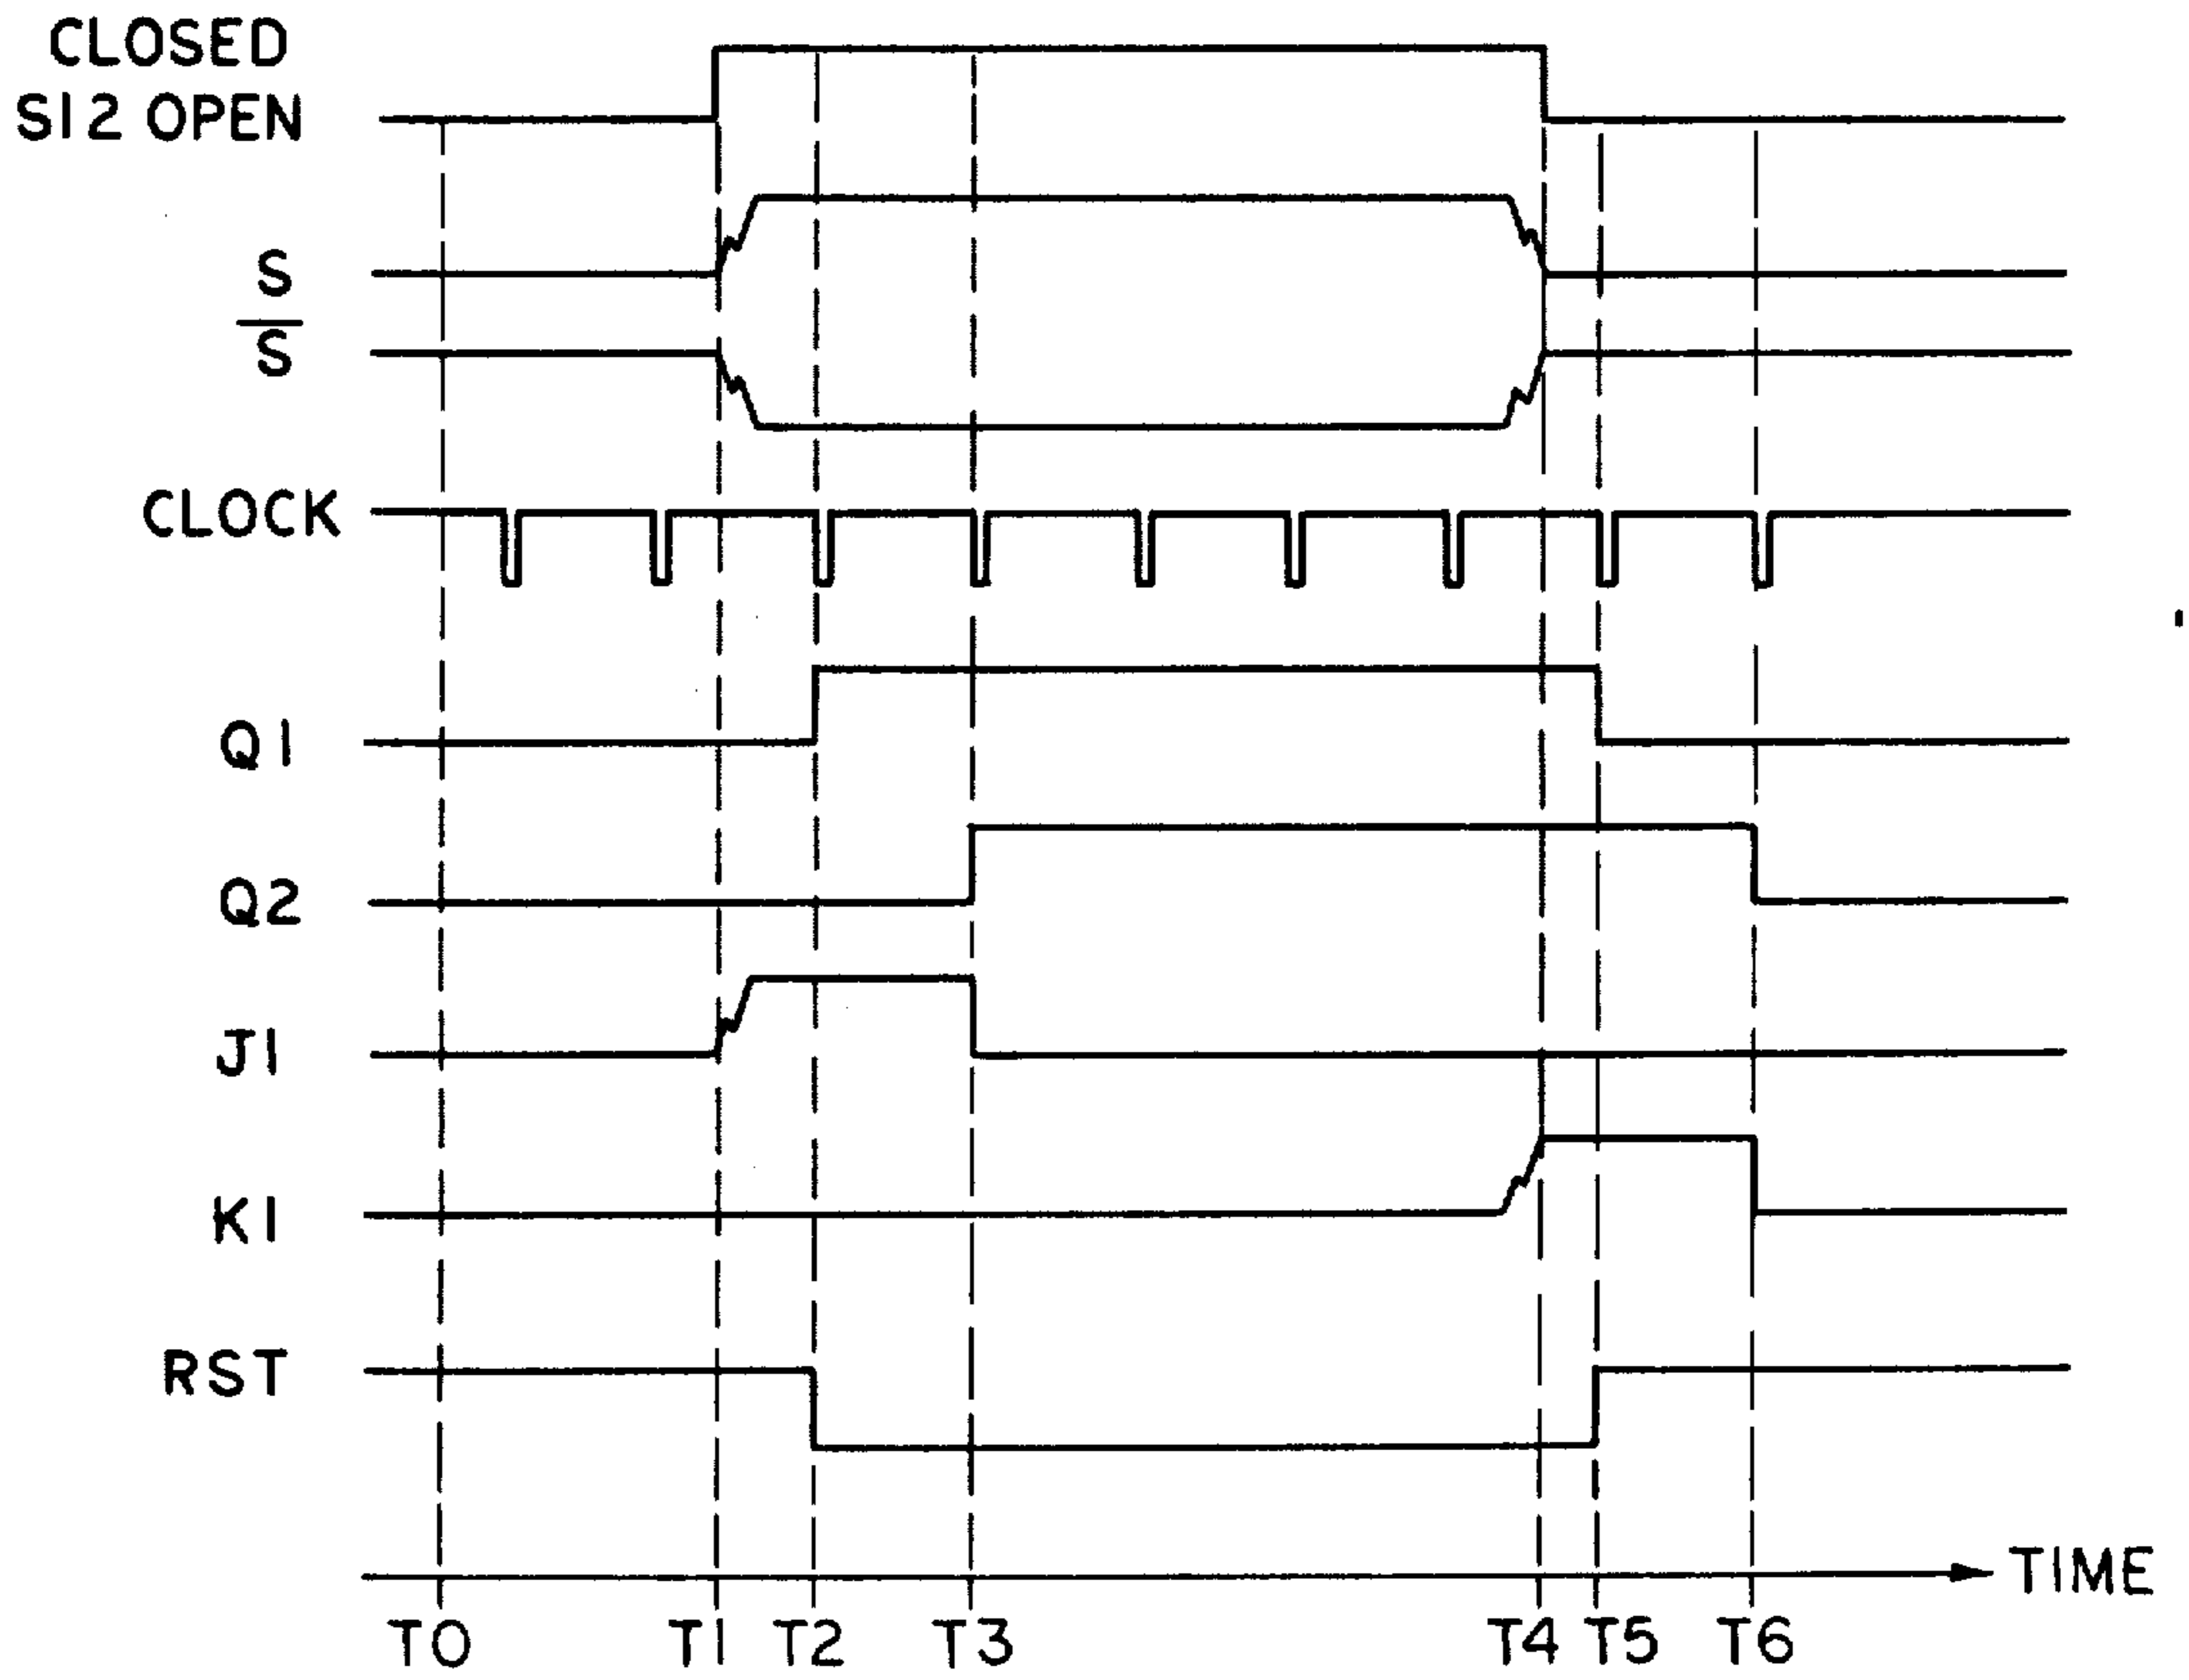 CLOSED
S12 OPEN
S
S̅
CLOCK
Q1
Q2
J1
K1
RST
TIME
T0 T1 T2 T3 T4 T5 T6